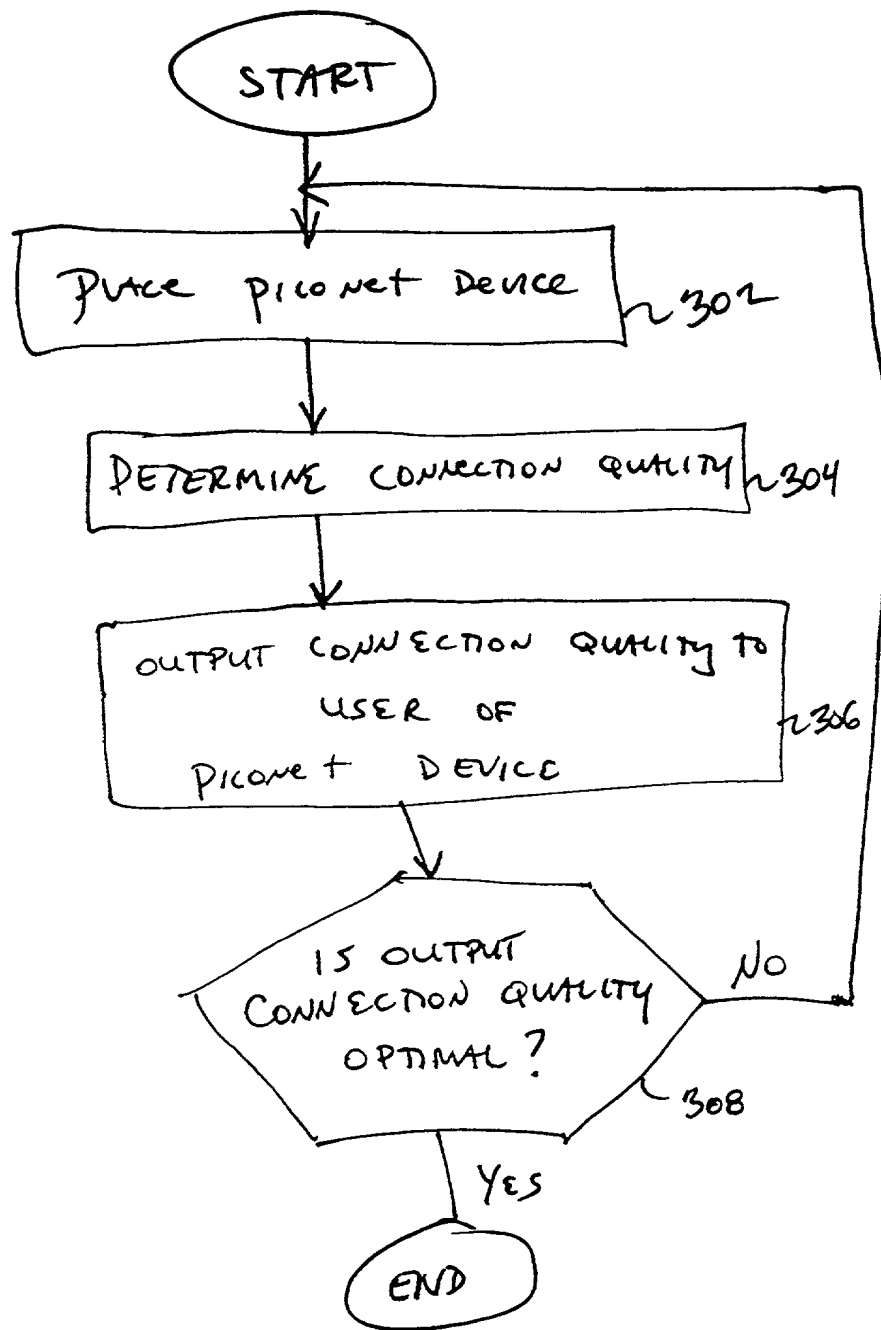 START
PLACE PICONET DEVICE
302
DETERMINE CONNECTION QUALITY
304
OUTPUT CONNECTION QUALITY TO
USER OF
PICONET DEVICE
306
IS OUTPUT
CONNECTION QUALITY
OPTIMAL?
NO
308
YES
END